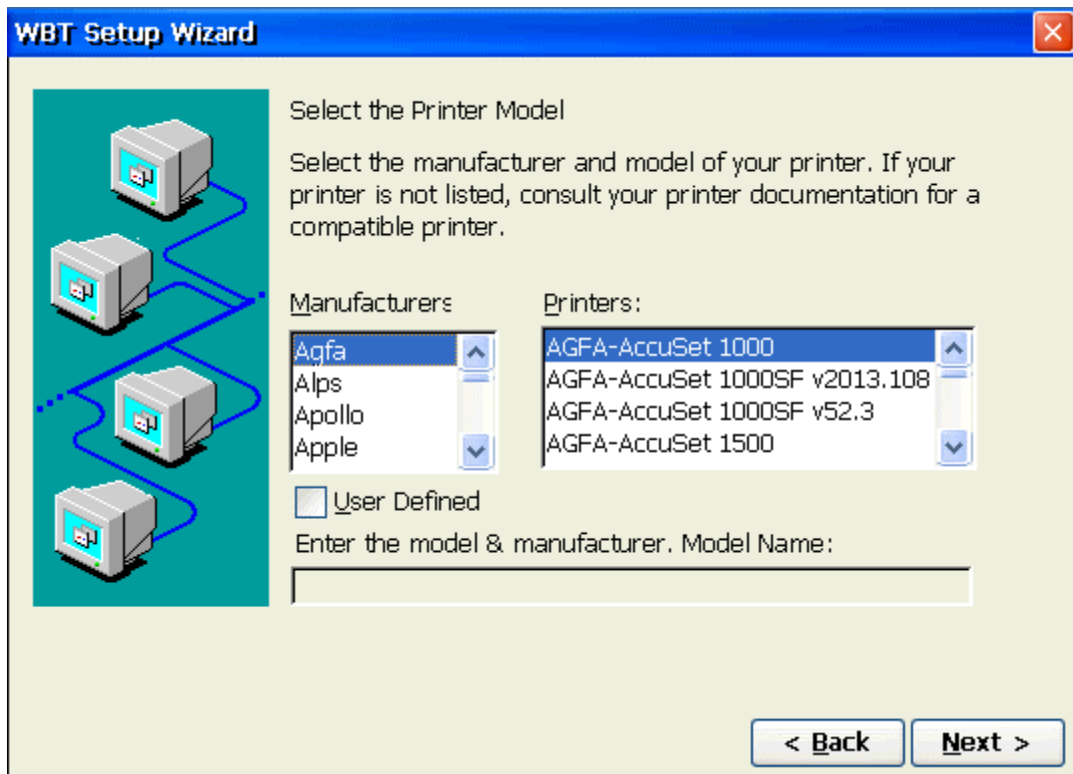 WBT Setup Wizard
Select the Printer Model
Select the manufacturer and model of your printer. If your
printer is not listed, consult your printer documentation for a
compatible printer.
Manufacturers
Printers:
Agfa
Alps
Apollo
Apple
AGFA-AccuSet 1000
AGFA-AccuSet 1000SF v2013.108
AGFA-AccuSet 1000SF v52.3
AGFA-AccuSet 1500
User Defined
Enter the model & manufacturer. Model Name:
< Back
Next >